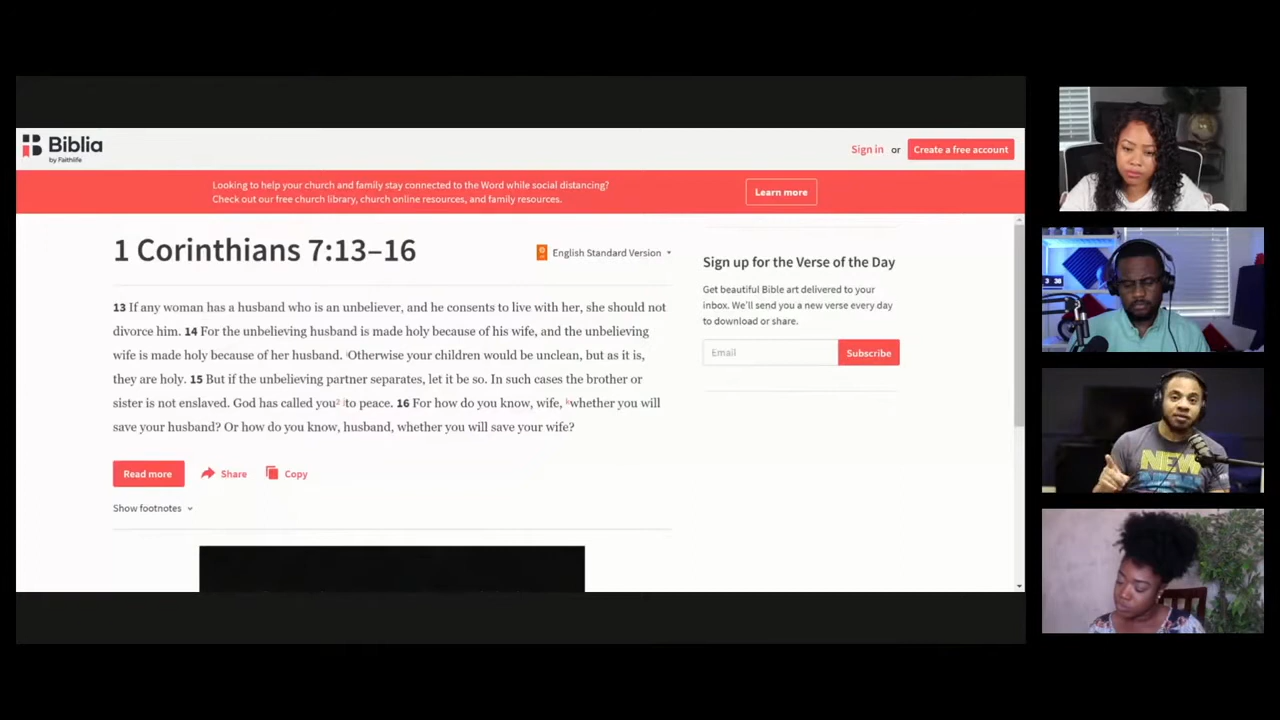 Biblia
by Faithlife
Sign in or Create a free account
Looking to help your church and family stay connected to the Word while social distancing?
Check out our free church library, church online resources, and family resources.
Learn more
1 Corinthians 7:13–16
English Standard Version
13 If any woman has a husband who is an unbeliever, and he consents to live with her, she should not
divorce him. 14 For the unbelieving husband is made holy because of his wife, and the unbelieving
wife is made holy because of her husband. Otherwise your children would be unclean, but as it is,
they are holy. 15 But if the unbelieving partner separates, let it be so. In such cases the brother or
sister is not enslaved. God has called you2 ito peace. 16 For how do you know, wife, kwhether you will
save your husband? Or how do you know, husband, whether you will save your wife?
Read more
Share
Copy
Show footnotes
Sign up for the Verse of the Day
Get beautiful Bible art delivered to your
inbox. We'll send you a new verse every day
to download or share.
Email
Subscribe
3 36
NEW